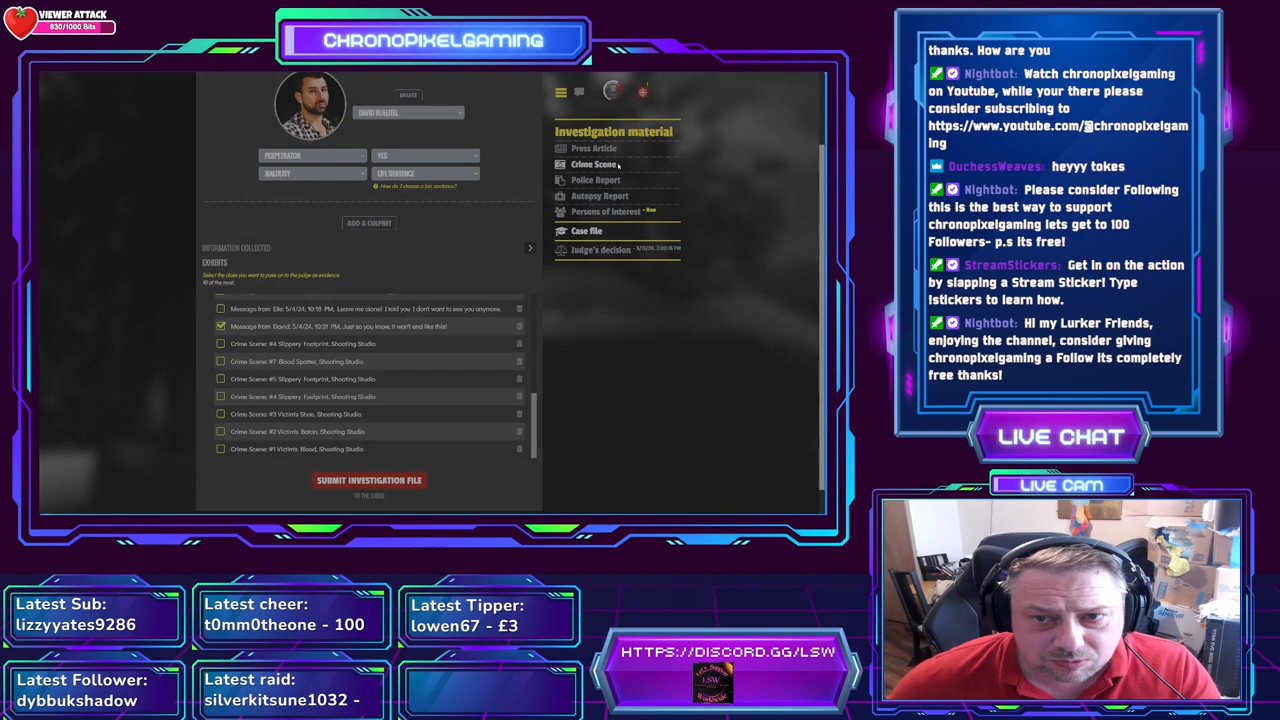 VIEWER ATTACK
830/1000 Bits
CHRONOPIXELGAMING
DELETE
DAVID RUEUTEL
PERPETRATOR
YES
JEALOUSY
LIFE SENTENCE
How do I choose a fair sentence?
ADD A CULPRIT
INFORMATION COLLECTED
EXHIBITS
Select the clues you want to pass on to the judge as evidence.
10 at the most.
Message from Elle: 5/4/24, 10:18 PM, Leave me alone! I told you I don't want to see you anymore.
Message from David: 5/4/24, 10:21 PM, Just so you know, it won't end like this!
Crime Scene: #4 Slippery Footprint, Shooting Studio
Crime Scene: #7 Blood Spatter, Shooting Studio
Crime Scene: #5 Slippery Footprint, Shooting Studio
Crime Scene: #4 Slippery Footprint, Shooting Studio
Crime Scene: #3 Victim's Shoe, Shooting Studio
Crime Scene: #2 Victim's Baton, Shooting Studio
Crime Scene: #1 Victim's Blood, Shooting Studio
SUBMIT INVESTIGATION FILE
TO THE JUDGE
Investigation material
Press Article
Crime Scene
Police Report
Autopsy Report
Persons of interest - New
Case file
Judge's decision
thanks. How are you
Nightbot: Watch chronopixelgaming
on Youtube, while your there please
consider subscribing to
https://www.youtube.com/@chronopixelgam
ing
DuchessWeaves: heyyy tokes
Nightbot: Please consider Following
this is the best way to support
chronopixelgaming lets get to 100
Followers- p.s its free!
StreamStickers: Get in on the action
by slapping a Stream Sticker! Type
!stickers to learn how.
Nightbot: Hi my Lurker Friends,
enjoying the channel, consider giving
chronopixelgaming a Follow its completely
free thanks!
LIVE CHAT
LIVE CAM
Latest Sub:
lizzyyates9286
Latest cheer:
t0mm0theone - 100
Latest Tipper:
lowen67 - £3
Latest Follower:
dybbukshadow
Latest raid:
silverkitsune1032 -
HTTPS://DISCORD.GG/LSW
LSW